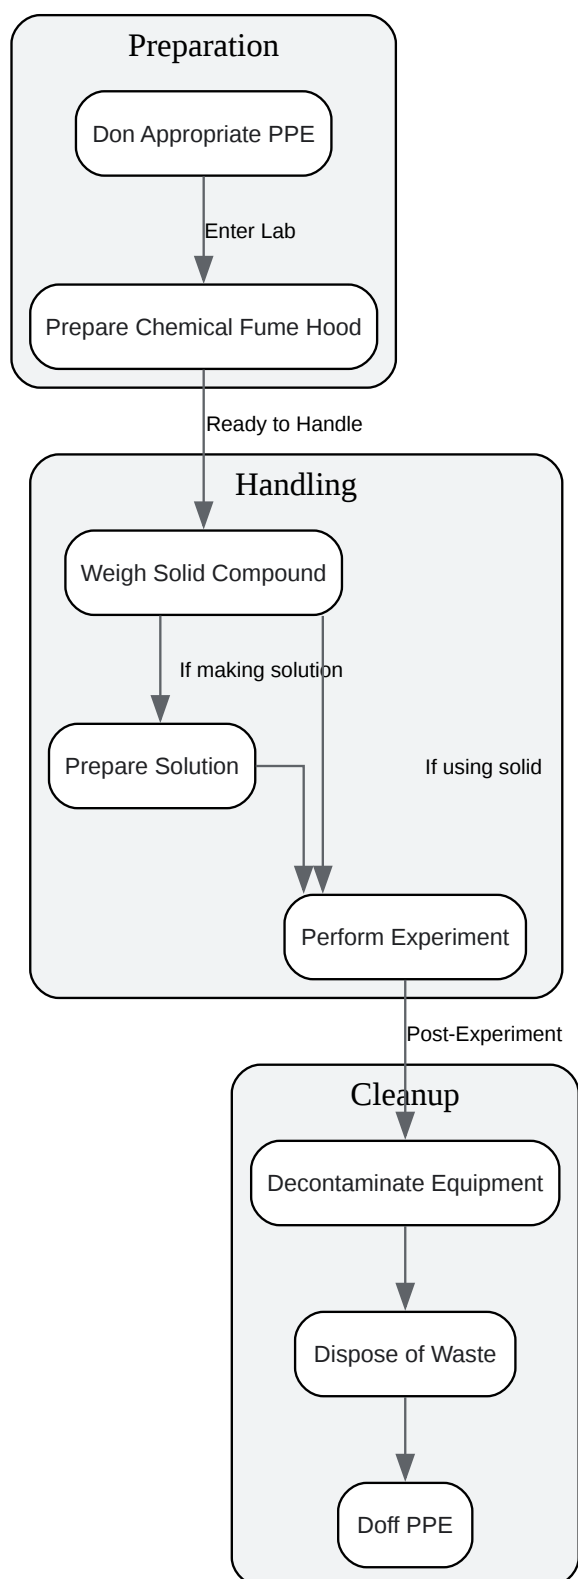 Preparation
Don Appropriate PPE
Enter Lab
Prepare Chemical Fume Hood
Ready to Handle
Handling
Weigh Solid Compound
If making solution
Prepare Solution
If using solid
Perform Experiment
Post-Experiment
Cleanup
Decontaminate Equipment
Dispose of Waste
Doff PPE